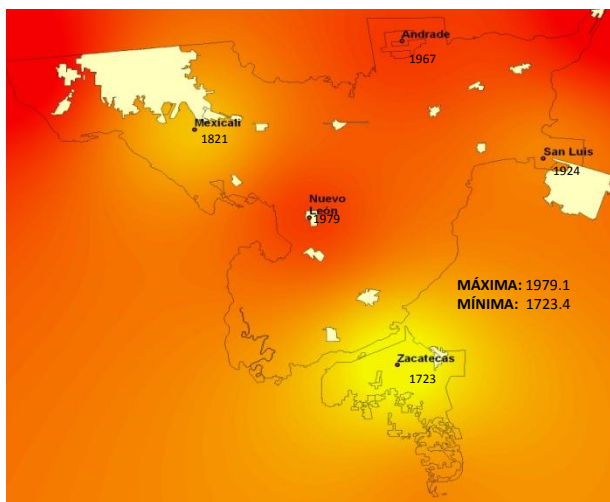 Andrade
1967
Mexicali
1821
San Luis
1924
Nuevo
León
1979
MÁXIMA: 1979.1
MÍNIMA: 1723.4
Zacatecas
1723